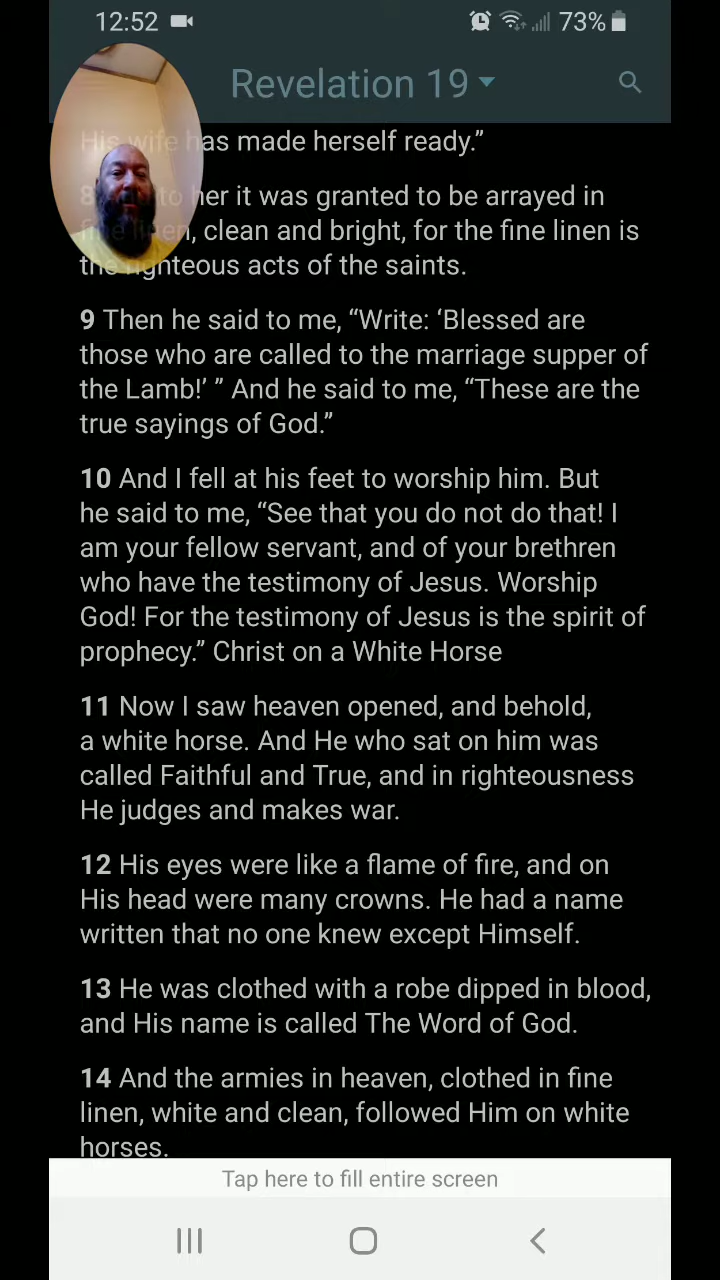 12:52 73%
Revelation 19
His wife has made herself ready.”
8 to her it was granted to be arrayed in
fine linen, clean and bright, for the fine linen is
the righteous acts of the saints.
9 Then he said to me, “Write: ‘Blessed are
those who are called to the marriage supper of
the Lamb!’ ” And he said to me, “These are the
true sayings of God.”
10 And I fell at his feet to worship him. But
he said to me, “See that you do not do that! I
am your fellow servant, and of your brethren
who have the testimony of Jesus. Worship
God! For the testimony of Jesus is the spirit of
prophecy.” Christ on a White Horse
11 Now I saw heaven opened, and behold,
a white horse. And He who sat on him was
called Faithful and True, and in righteousness
He judges and makes war.
12 His eyes were like a flame of fire, and on
His head were many crowns. He had a name
written that no one knew except Himself.
13 He was clothed with a robe dipped in blood,
and His name is called The Word of God.
14 And the armies in heaven, clothed in fine
linen, white and clean, followed Him on white
horses.
Tap here to fill entire screen